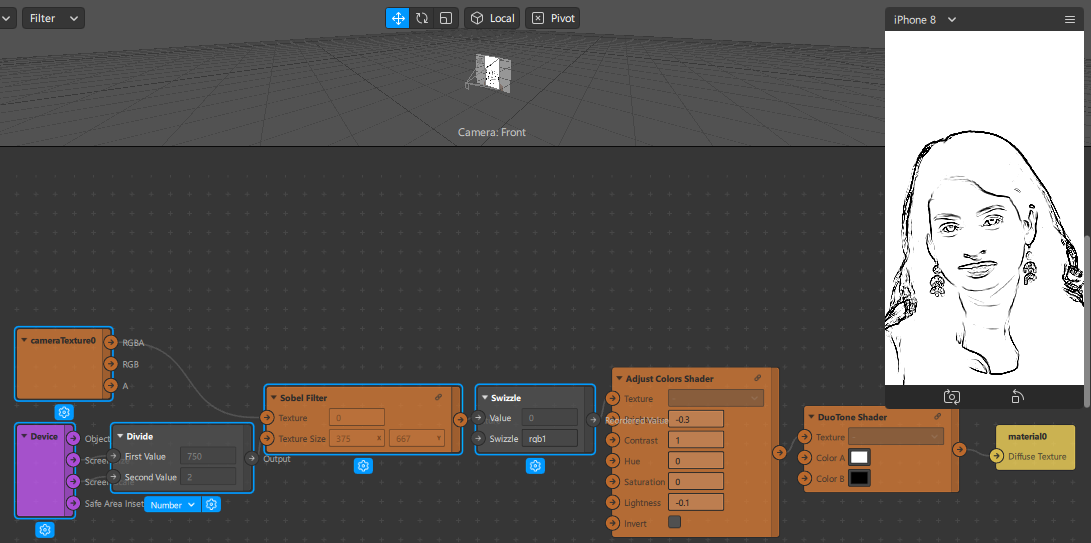 Filter
Local
Pivot
iPhone 8
Camera: Front
cameraTexture0
RGBA
RGB
A
Device
Object
Screen
Screen
Safe Area Inset
Divide
First Value 750
Second Value 2
Output
Number
Sobel Filter
Texture 0
Texture Size 375 X 667 Y
Swizzle
Value 0
Swizzle rgb1
Reordered Value
Adjust Colors Shader
Texture
-0.3
Contrast 1
Hue 0
Saturation 0
Lightness -0.1
Invert
DuoTone Shader
Texture
Color A
Color B
material0
Diffuse Texture